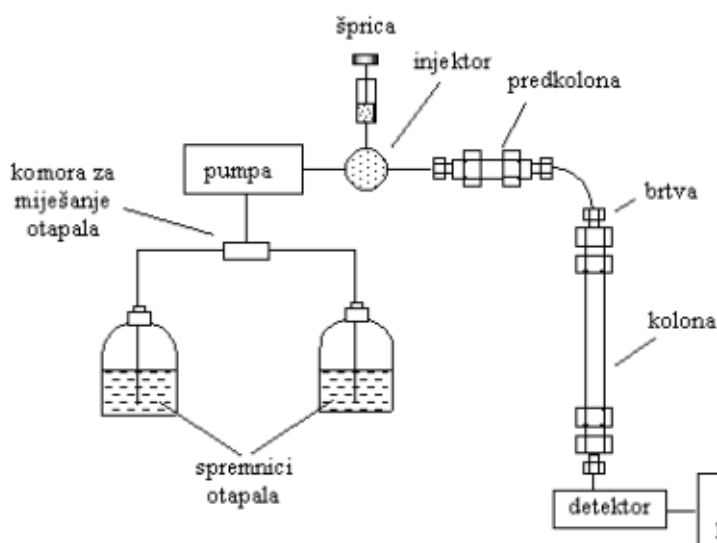 šprica
injektor
predkolona
pumpa
komora za
miješanje
otapala
brtva
kolona
spremnici
otapala
detektor